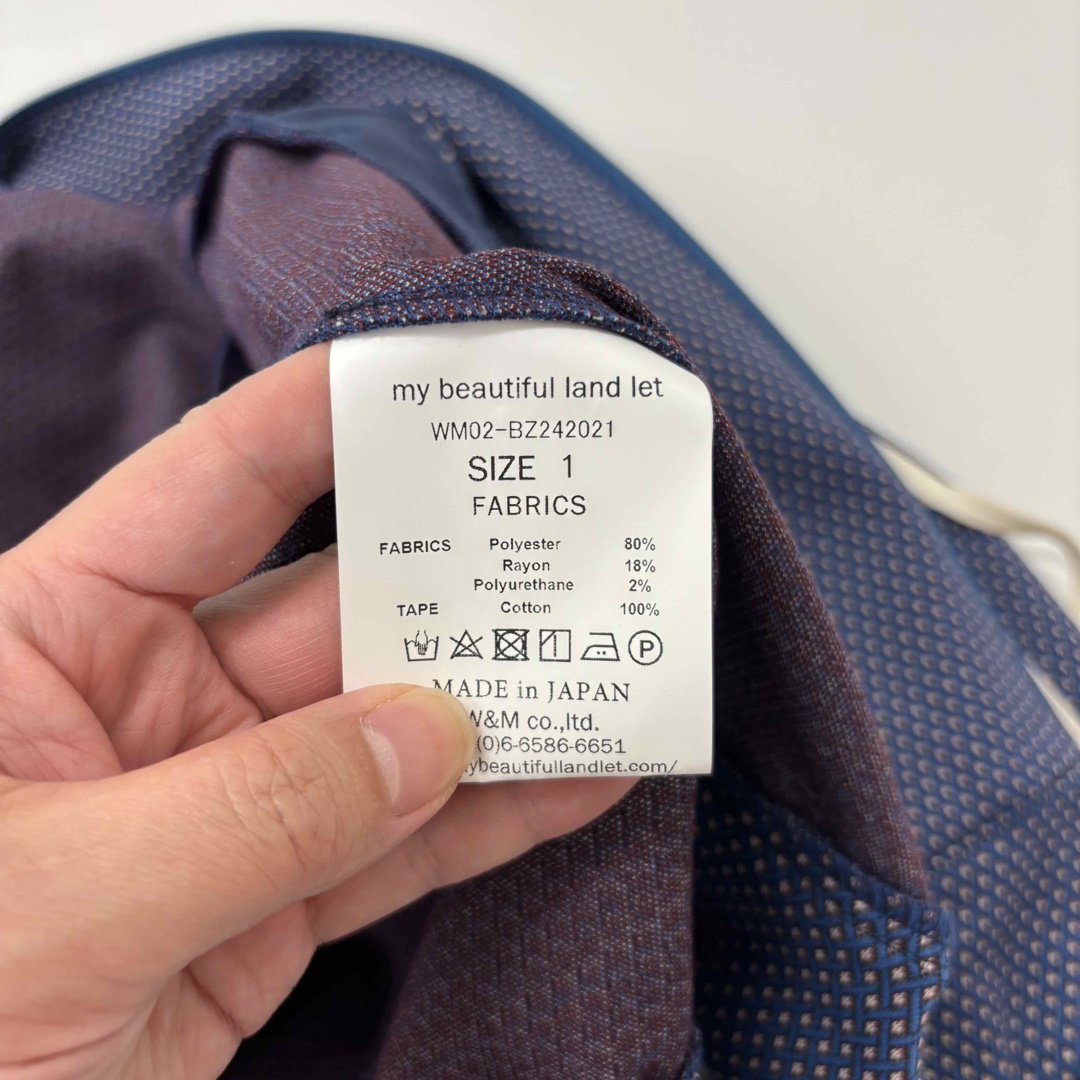 my beautiful land let
WM02-BZ242021
SIZE 1
FABRICS
FABRICS Polyester 80%
Rayon 18%
Polyurethane 2%
TAPE Cotton 100%
P
MADE in JAPAN
W&M co.,ltd.
(0)6-6586-6651
ybeautifullandlet.com/